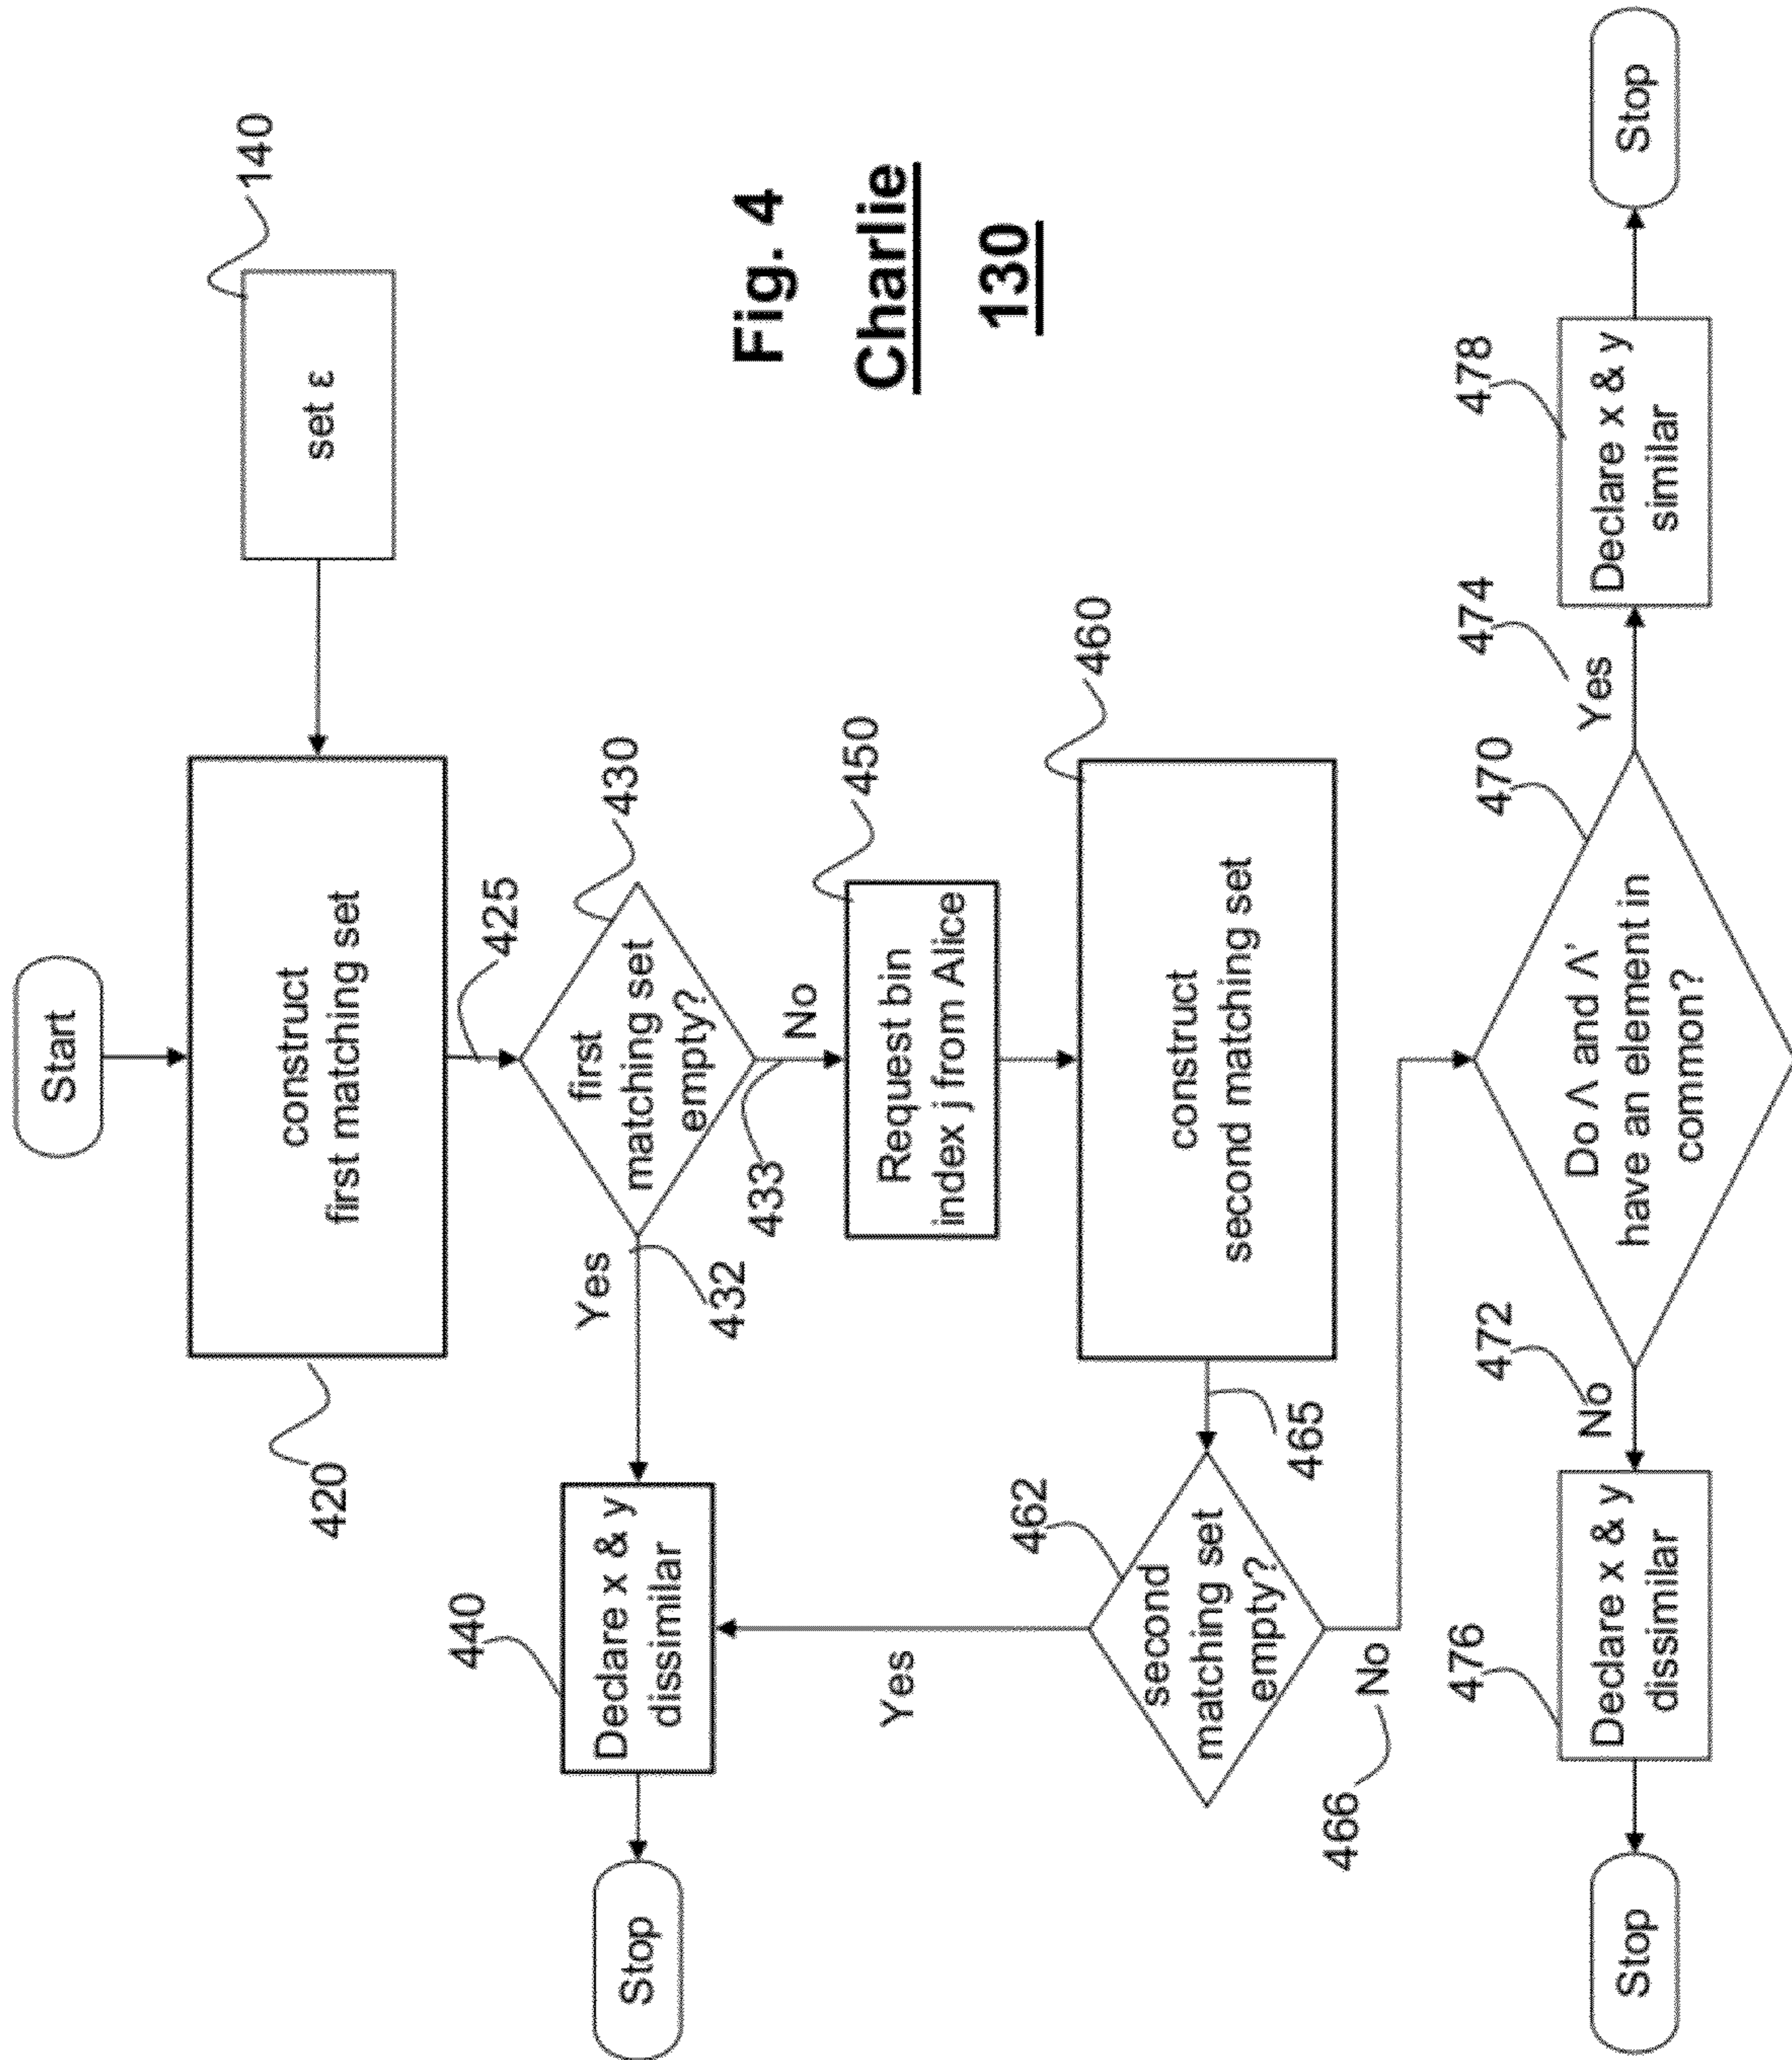 Start
140
set ε
construct
first matching set
420
425
430
first
matching set
empty?
Yes
432
433
No
440
Declare x & y
dissimilar
Stop
450
Request bin
index j from Alice
460
construct
second matching set
465
462
second
matching set
empty?
Yes
466
No
470
Do Λ and Λ’
have an element in
common?
472
No
474
Yes
476
Declare x & y
dissimilar
Stop
478
Declare x & y
similar
Stop
Fig. 4
Charlie
130